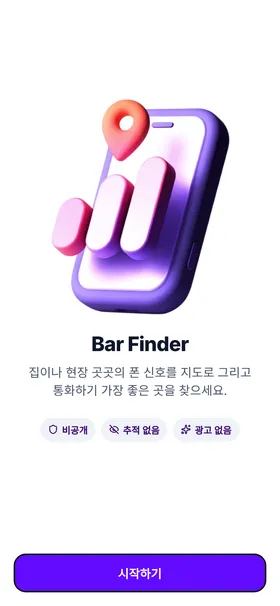 Bar Finder
집이나 현장 곳곳의 폰 신호를 지도로 그리고
통화하기 가장 좋은 곳을 찾으세요.
비공개 추적 없음 광고 없음
시작하기